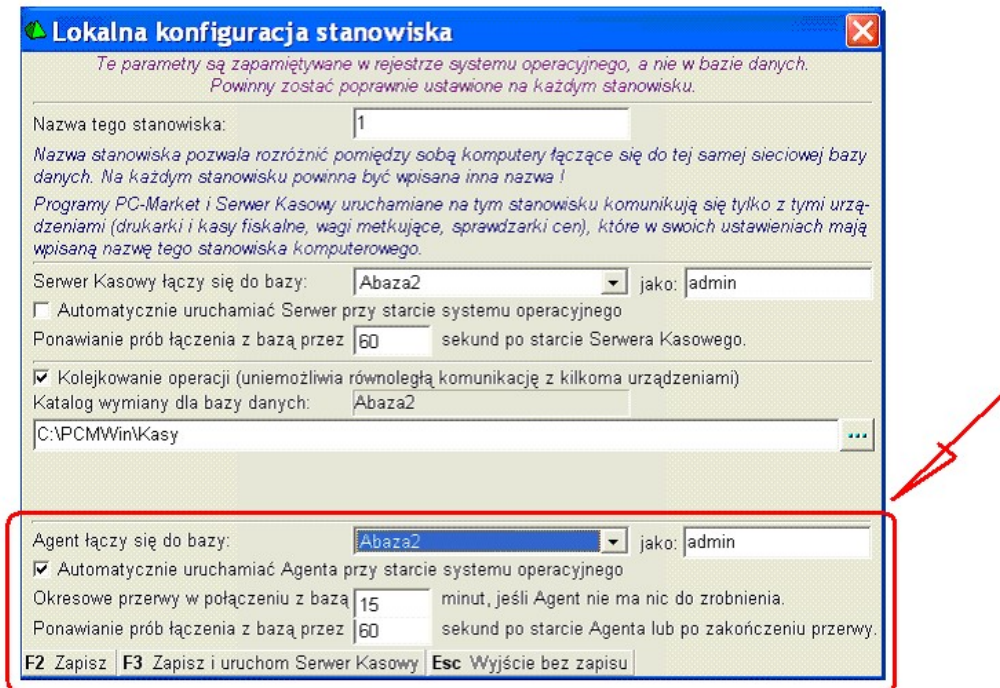 Lokalna konfiguracja stanowiska
Te parametry są zapamiętywane w rejestrze systemu operacyjnego, a nie w bazie danych.
Powinny zostać poprawnie ustawione na każdym stanowisku.
Nazwa tego stanowiska: 1
Nazwa stanowiska pozwala rozróżnić pomiędzy sobą komputery łączące się do tej samej sieciowej bazy
danych. Na każdym stanowisku powinna być wpisana inna nazwa !
Programy PC-Market i Serwer Kasowy uruchamiane na tym stanowisku komunikują się tylko z tymi urzą-
dzeniami (drukarki i kasy fiskalne, wagi metkujące, sprawdzarki cen), które w swoich ustawieniach mają
wpisaną nazwę tego stanowiska komputerowego.
Serwer Kasowy łączy się do bazy: Abaza2 jako: admin
Automatycznie uruchamiać Serwer przy starcie systemu operacyjnego
Ponawianie prób łączenia z bazą przez 60 sekund po starcie Serwera Kasowego.
Kolejkowanie operacji (uniemożliwia równoległą komunikację z kilkoma urządzeniami)
Katalog wymiany dla bazy danych: Abaza2
C:\PCMWin\Kasy ...
Agent łączy się do bazy: Abaza2 jako: admin
Automatycznie uruchamiać Agenta przy starcie systemu operacyjnego
Okresowe przerwy w połączeniu z bazą 15 minut, jeśli Agent nie ma nic do zrobnienia.
Ponawianie prób łączenia z bazą przez 60 sekund po starcie Agenta lub po zakończeniu przerwy.
F2 Zapisz F3 Zapisz i uruchom Serwer Kasowy Esc Wyjście bez zapisu